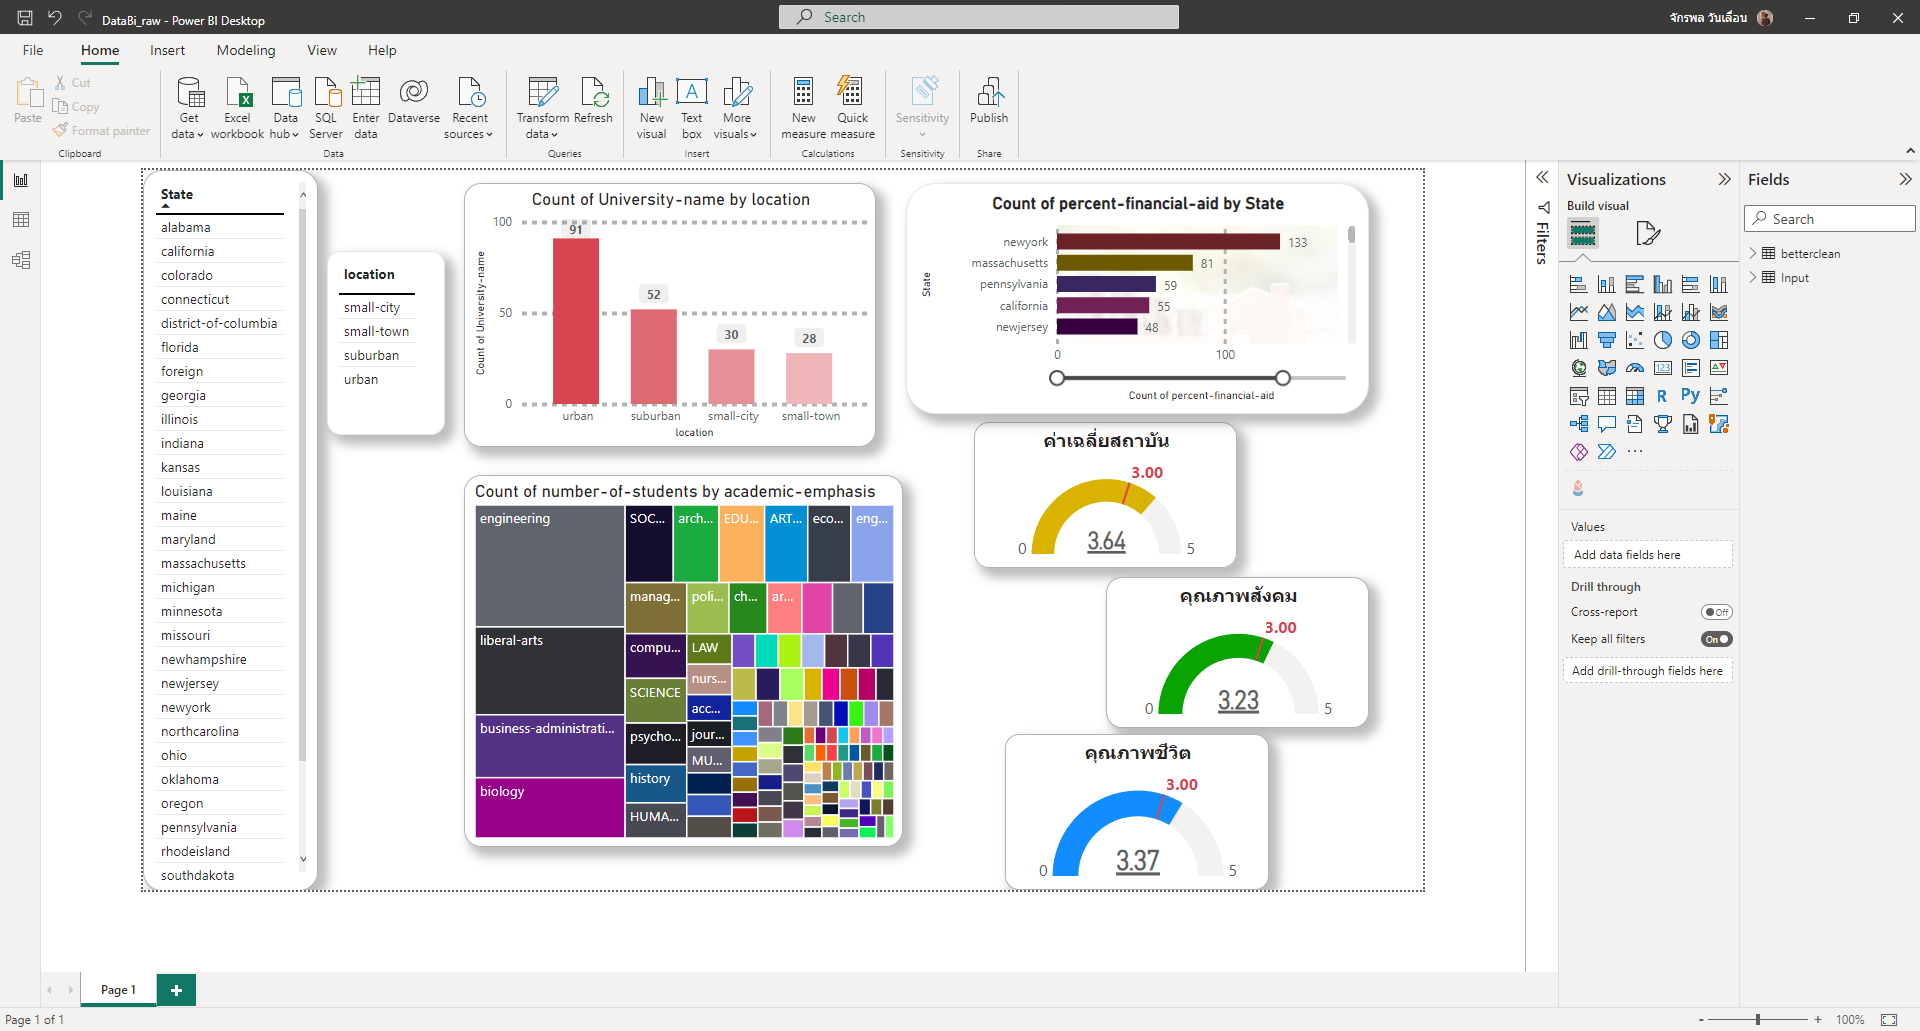 DataBi_raw - Power BI Desktop
Search
จักรพล วันเลื่อน
File
Home
Insert
Modeling
View
Help
Paste
Cut
Copy
Format painter
Clipboard
Get data
Excel workbook
Data hub
SQL Server
Enter data
Dataverse
Recent sources
Data
Transform data
Refresh
Queries
New visual
Text box
More visuals
Insert
New measure
Quick measure
Calculations
Sensitivity
Sensitivity
Publish
Share
State
alabama
california
colorado
connecticut
district-of-columbia
florida
foreign
georgia
illinois
indiana
kansas
louisiana
maine
maryland
massachusetts
michigan
minnesota
missouri
newhampshire
newjersey
newyork
northcarolina
ohio
oklahoma
oregon
pennsylvania
rhodeisland
southdakota
location
small-city
small-town
suburban
urban
Count of University-name by location
Count of University-name
100
50
0
91
52
30
28
urban
suburban
small-city
small-town
location
Count of percent-financial-aid by State
State
newyork 133
massachusetts 81
pennsylvania 59
california 55
newjersey 48
0
100
Count of percent-financial-aid
Count of number-of-students by academic-emphasis
engineering
liberal-arts
business-administrati...
biology
SOC...
arch...
EDU...
ART...
eco...
eng...
manag...
poli...
ch...
ar...
compu...
LAW
nurs...
SCIENCE
acc...
psycho...
jour...
MU...
history
HUMA...
ค่าเฉลี่ยสถาบัน
3.00
3.64
0
5
คุณภาพสังคม
3.00
3.23
0
5
คุณภาพชีวิต
3.00
3.37
0
5
Filters
Visualizations
Build visual
R
Py
123
Values
Add data fields here
Drill through
Cross-report
Off
Keep all filters
On
Add drill-through fields here
Fields
Search
betterclean
Input
Page 1
Page 1 of 1
100%